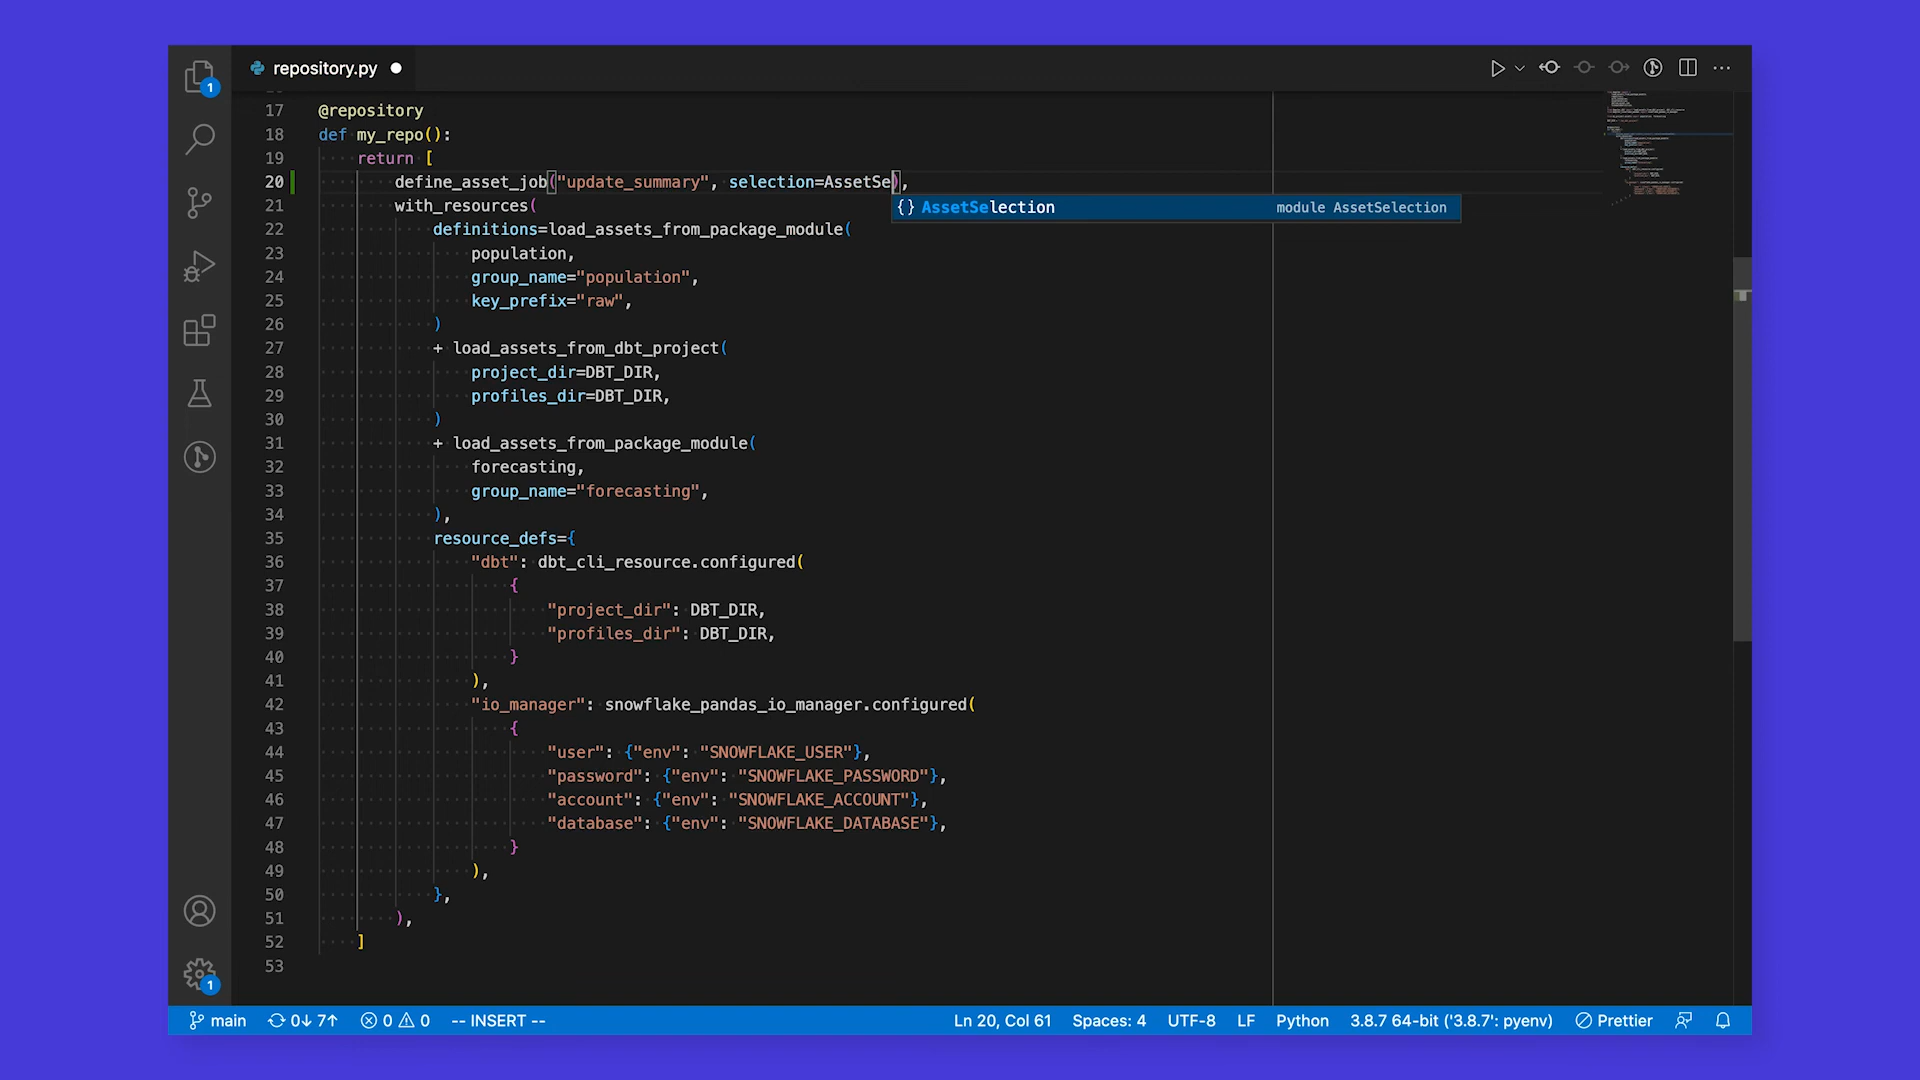 repository.py
1
17 @repository
18 def my_repo():
19 return [
20 define_asset_job("update_summary", selection=AssetSe),
AssetSelection module AssetSelection
21 with_resources(
22 definitions=load_assets_from_package_module(
23 population,
24 group_name="population",
25 key_prefix="raw",
26 )
27 + load_assets_from_dbt_project(
28 project_dir=DBT_DIR,
29 profiles_dir=DBT_DIR,
30 )
31 + load_assets_from_package_module(
32 forecasting,
33 group_name="forecasting",
34 ),
35 resource_defs={
36 "dbt": dbt_cli_resource.configured(
37 {
38 "project_dir": DBT_DIR,
39 "profiles_dir": DBT_DIR,
40 }
41 ),
42 "io_manager": snowflake_pandas_io_manager.configured(
43 {
44 "user": {"env": "SNOWFLAKE_USER"},
45 "password": {"env": "SNOWFLAKE_PASSWORD"},
46 "account": {"env": "SNOWFLAKE_ACCOUNT"},
47 "database": {"env": "SNOWFLAKE_DATABASE"},
48 }
49 ),
50 },
51 ),
52 ]
53
1
main 0↓ 7↑ 0 0 -- INSERT -- Ln 20, Col 61 Spaces: 4 UTF-8 LF Python 3.8.7 64-bit ('3.8.7': pyenv) Prettier